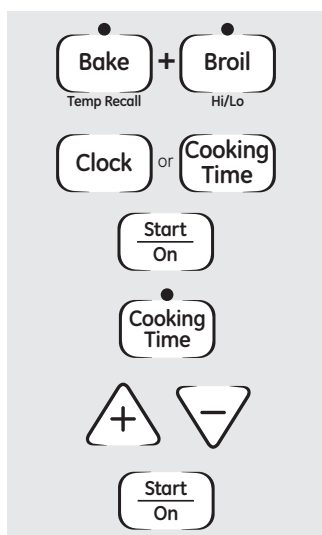 Bake + Broil
Temp Recall Hi/Lo
Clock or Cooking Time
Start
On
Cooking
Time
+ −
Start
On